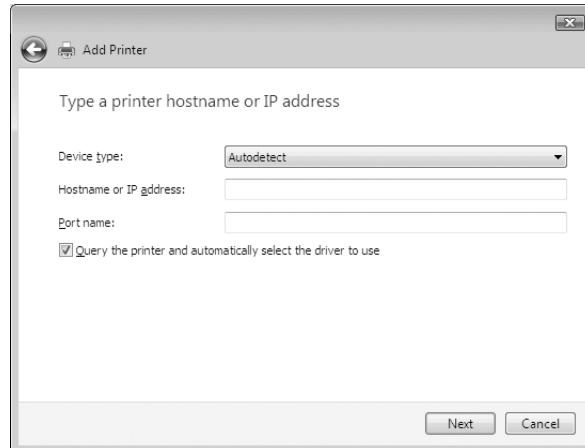 Add Printer
Type a printer hostname or IP address
Device type: Autodetect
Hostname or IP address:
Port name:
Query the printer and automatically select the driver to use
Next Cancel